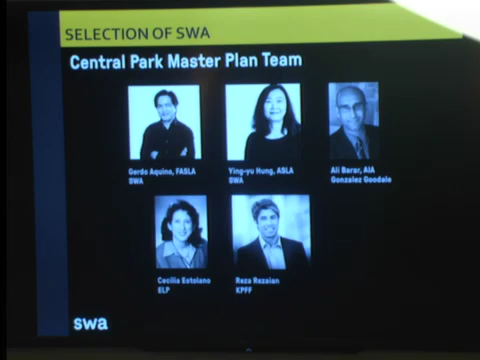 SELECTION OF SWA
Central Park Master Plan Team
Gerdo Aquino, FASLA
SWA
Ying-yu Hung, ASLA
SWA
Ali Barar, AIA
Gonzalez Goodale
Cecilia Estolano
ELP
Reza Rezaian
KPFF
swa